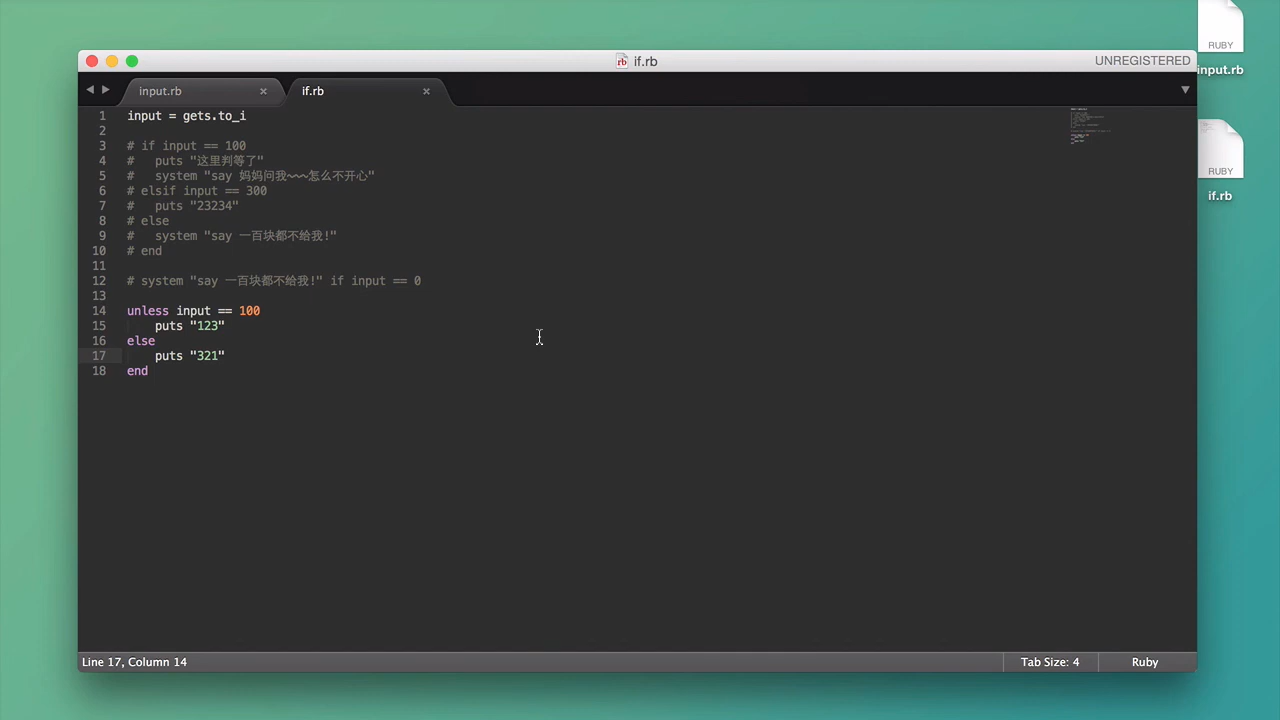 if.rb
UNREGISTERED
RUBY
input.rb
RUBY
if.rb
input.rb
if.rb
1 input = gets.to_i
2
3 # if input == 100
4 #   puts "这里判等了"
5 #   system "say 妈妈问我~~~怎么不开心"
6 # elsif input == 300
7 #   puts "23234"
8 # else
9 #   system "say 一百块都不给我!"
10 # end
11
12 # system "say 一百块都不给我!" if input == 0
13
14 unless input == 100
15     puts "123"
16 else
17     puts "321"
18 end
Line 17, Column 14
Tab Size: 4
Ruby